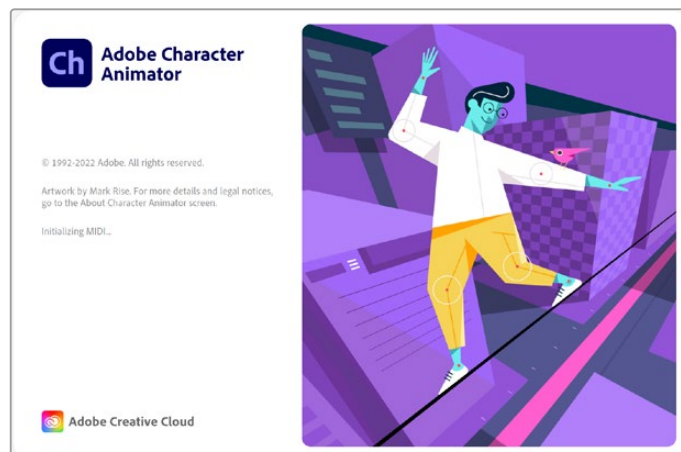 Ch
Adobe Character
Animator
© 1992-2022 Adobe. All rights reserved.
Artwork by Mark Rise. For more details and legal notices,
go to the About Character Animator screen.
Initializing MIDI...
Adobe Creative Cloud